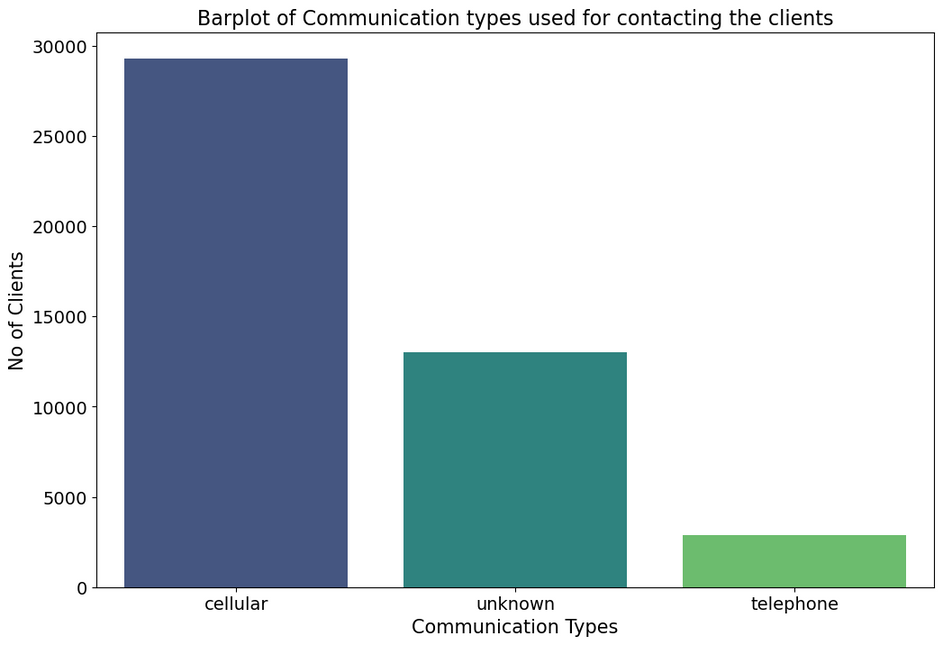 Barplot of Communication types used for contacting the clients
30000
25000
20000
15000
10000
5000
0
No of Clients
cellular unknown telephone
Communication Types